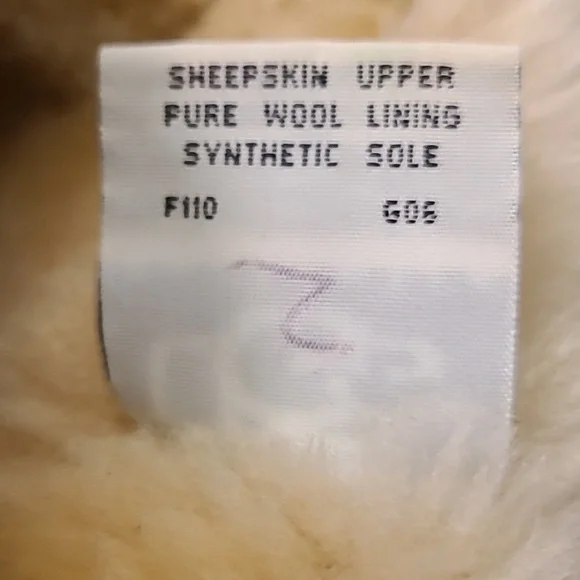 SHEEPSKIN UPPER
PURE WOOL LINING
SYNTHETIC SOLE
F110 G06